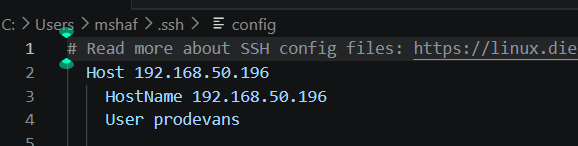 C: > Users > mshaf > .ssh > config
1 # Read more about SSH config files: https://linux.die
2 Host 192.168.50.196
3 HostName 192.168.50.196
4 User prodevans
5